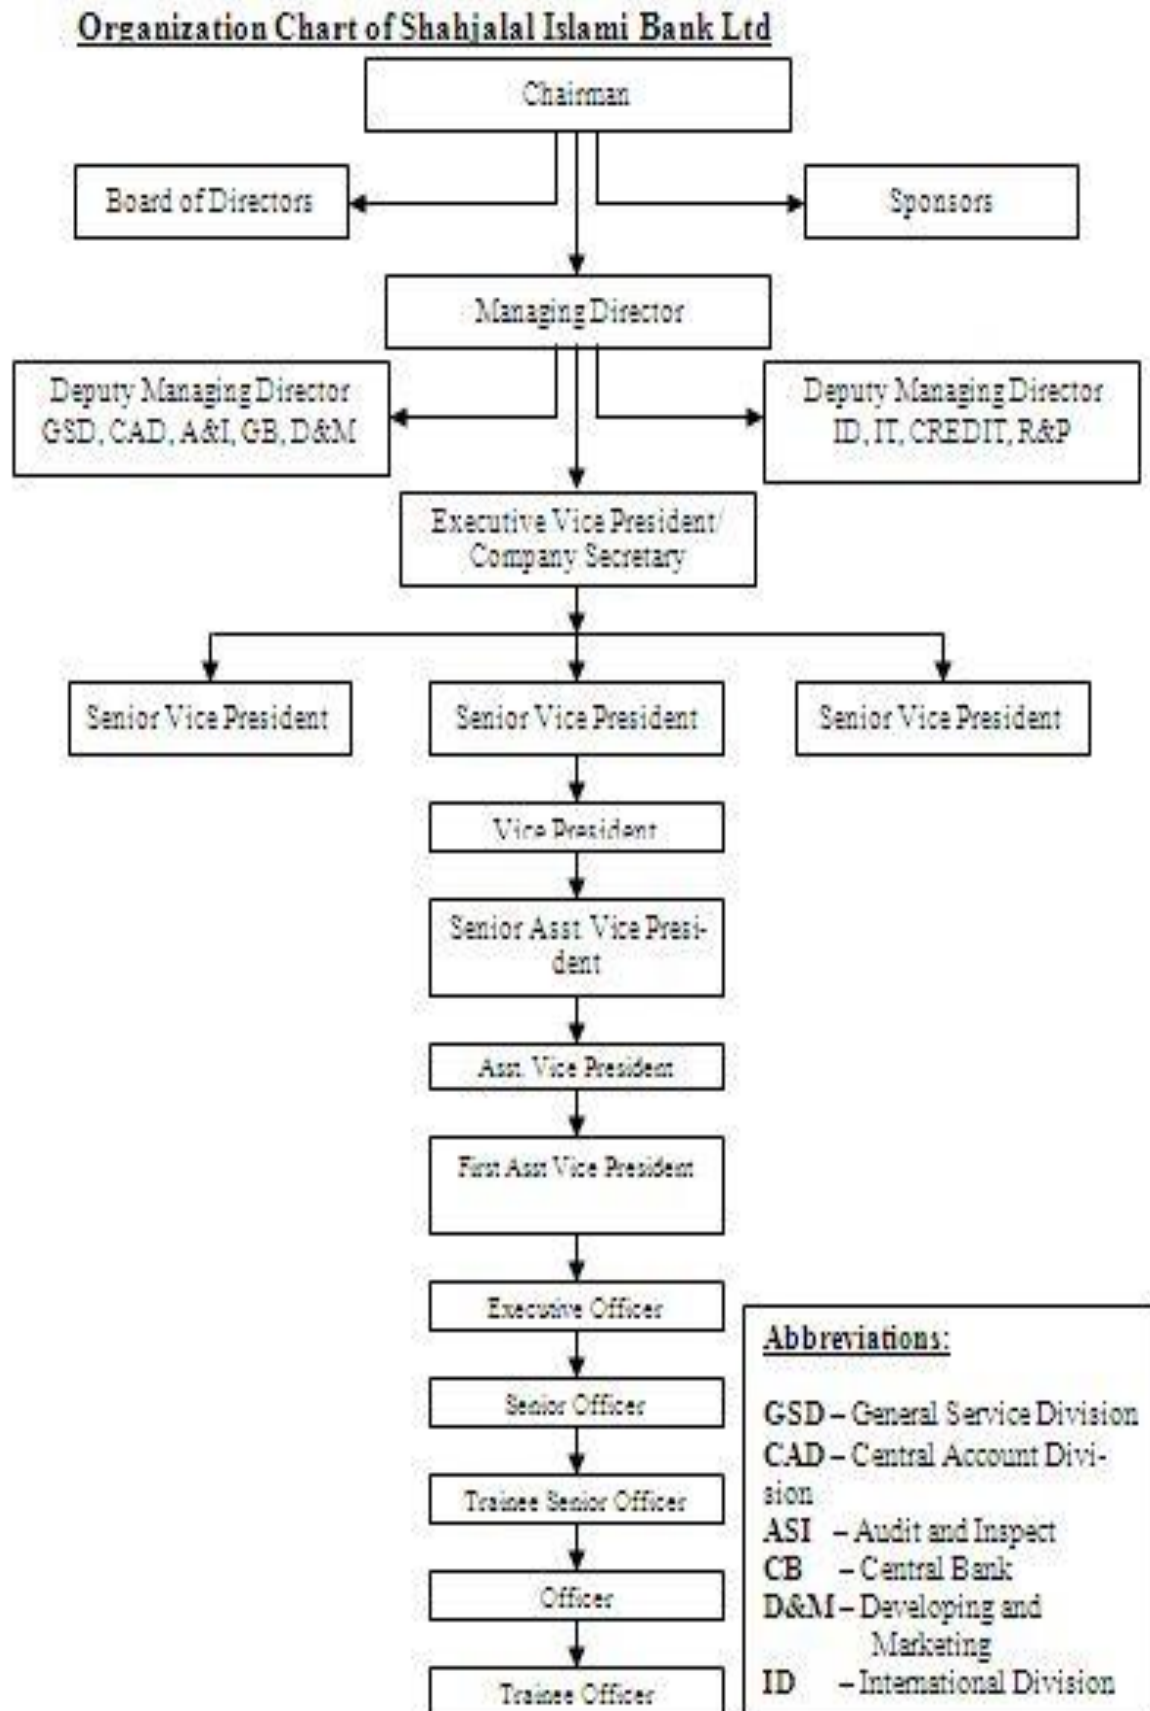 Organization Chart of Shahjalal Islami Bank Ltd
Chairman
Board of Directors
Sponsors
Managing Director
Deputy Managing Director
GSD, CAD, A&I, GB, D&M
Deputy Managing Director
ID, IT, CREDIT, R&P
Executive Vice President/
Company Secretary
Senior Vice President
Senior Vice President
Senior Vice President
Vice President
Senior Asst. Vice Presi-
dent
Asst. Vice President
First Asst Vice President
Executive Officer
Senior Officer
Trainee Senior Officer
Officer
Trainee Officer
Abbreviations:
GSD – General Service Division
CAD – Central Account Divi-
sion
ASI – Audit and Inspect
CB – Central Bank
D&M – Developing and
Marketing
ID – International Division